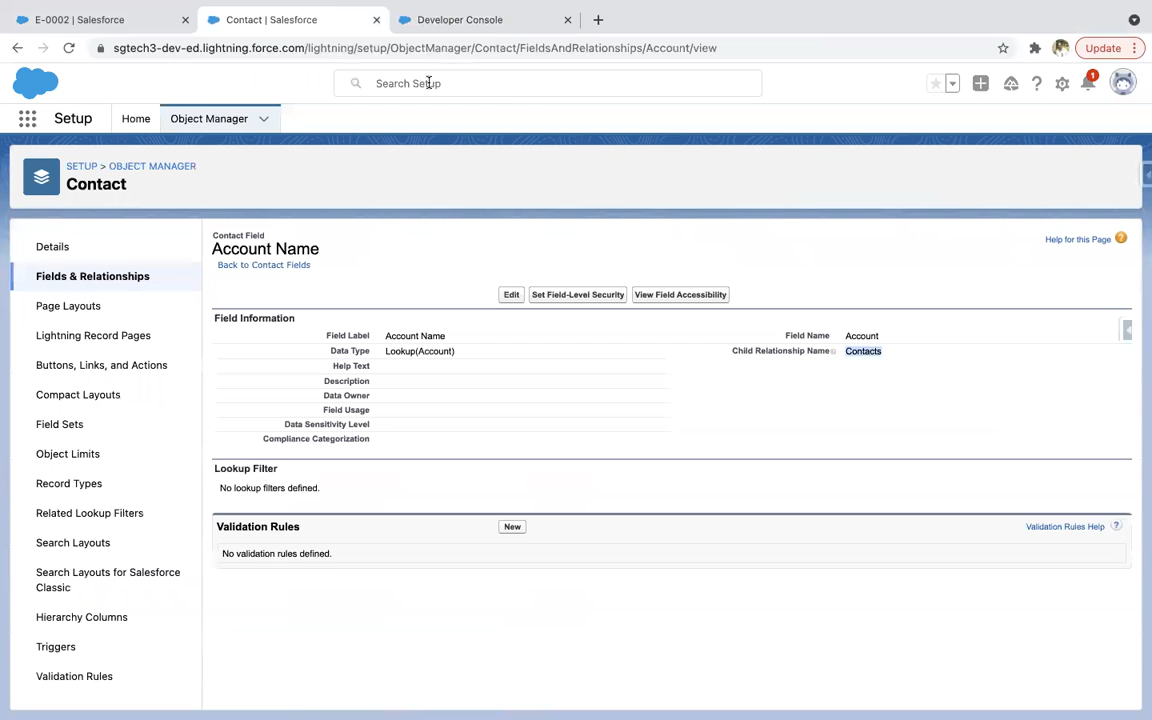 E-0002 | Salesforce
Contact | Salesforce
Developer Console
sgtech3-dev-ed.lightning.force.com/lightning/setup/ObjectManager/Contact/FieldsAndRelationships/Account/view
Update
Search Setup
1
Setup
Home
Object Manager
SETUP > OBJECT MANAGER
Contact
Details
Fields & Relationships
Page Layouts
Lightning Record Pages
Buttons, Links, and Actions
Compact Layouts
Field Sets
Object Limits
Record Types
Related Lookup Filters
Search Layouts
Search Layouts for Salesforce
Classic
Hierarchy Columns
Triggers
Validation Rules
Contact Field
Account Name
Back to Contact Fields
Help for this Page ?
Edit Set Field-Level Security View Field Accessibility
Field Information
Field Label Account Name Field Name Account
Data Type Lookup(Account) Child Relationship Name Contacts
Help Text
Description
Data Owner
Field Usage
Data Sensitivity Level
Compliance Categorization
Lookup Filter
No lookup filters defined.
Validation Rules New Validation Rules Help ?
No validation rules defined.